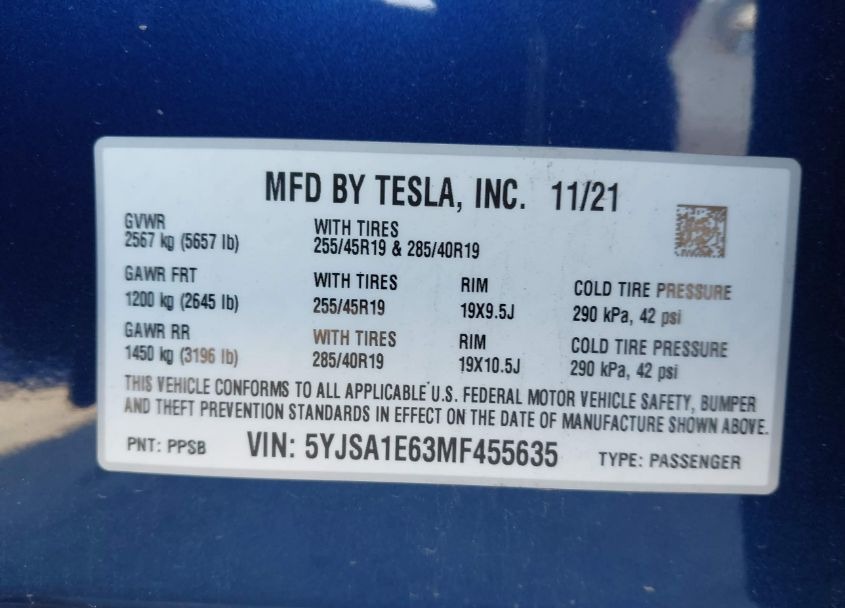 MFD BY TESLA, INC. 11/21
GVWR
2567 kg (5657 lb)
WITH TIRES
255/45R19 & 285/40R19
GAWR FRT
1200 kg (2645 lb)
WITH TIRES
255/45R19
RIM
19X9.5J
COLD TIRE PRESSURE
290 kPa, 42 psi
GAWR RR
1450 kg (3196 lb)
WITH TIRES
285/40R19
RIM
19X10.5J
COLD TIRE PRESSURE
290 kPa, 42 psi
THIS VEHICLE CONFORMS TO ALL APPLICABLE U.S. FEDERAL MOTOR VEHICLE SAFETY, BUMPER
AND THEFT PREVENTION STANDARDS IN EFFECT ON THE DATE OF MANUFACTURE SHOWN ABOVE.
PNT: PPSB VIN: 5YJSA1E63MF455635 TYPE: PASSENGER